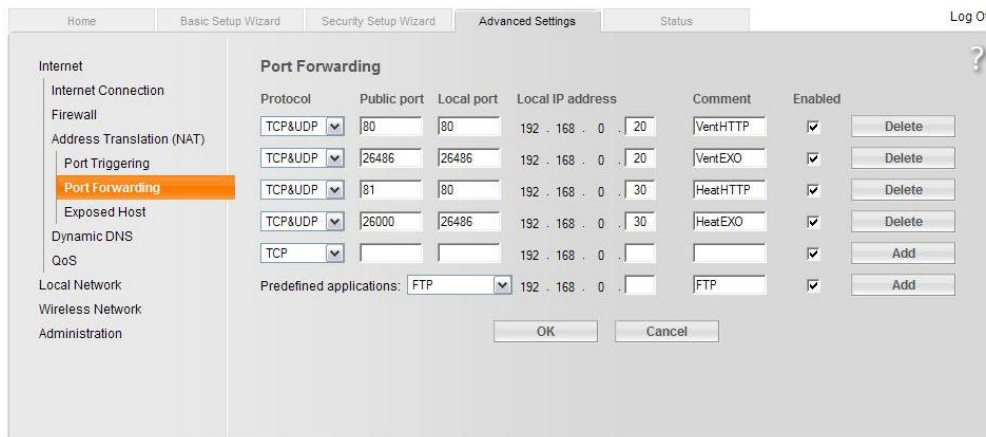 Home Basic Setup Wizard Security Setup Wizard Advanced Settings Status Log
?
Internet
Internet Connection
Firewall
Address Translation (NAT)
Port Triggering
Port Forwarding
Exposed Host
Dynamic DNS
QoS
Local Network
Wireless Network
Administration
Port Forwarding
Protocol Public port Local port Local IP address Comment Enabled
TCP&UDP 80 80 192 . 168 . 0 . 20 VentHTTP Delete
TCP&UDP 26486 26486 192 . 168 . 0 . 20 VentEXO Delete
TCP&UDP 81 80 192 . 168 . 0 . 30 HeatHTTP Delete
TCP&UDP 26000 26486 192 . 168 . 0 . 30 HeatEXO Delete
TCP 192 . 168 . 0 . Add
Predefined applications: FTP 192 . 168 . 0 . FTP Add
OK Cancel